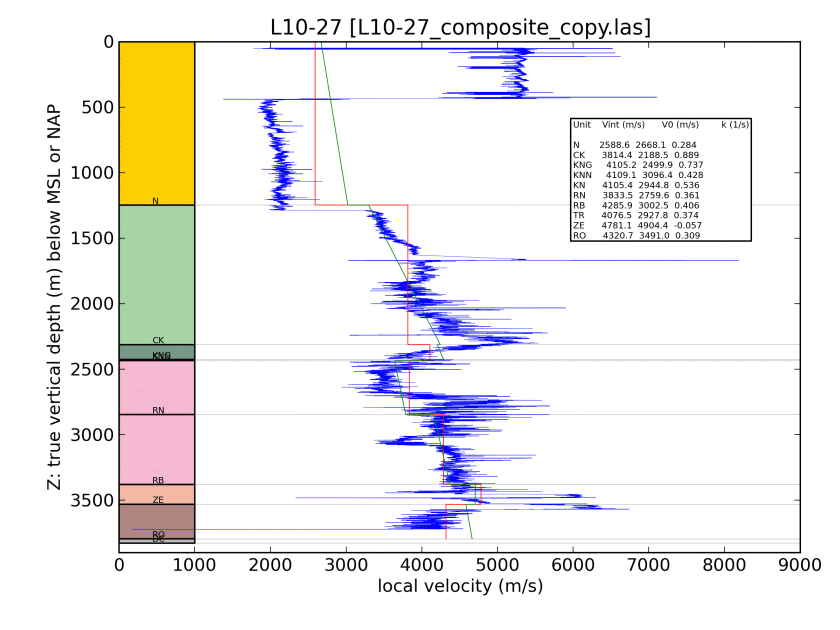 L10-27 [L10-27_composite_copy.las]
Z: true vertical depth (m) below MSL or NAP
0
500
1000
1500
2000
2500
3000
3500
N
CK
KNG
RN
RB
ZE
RO
Unit Vint (m/s) V0 (m/s) k (1/s)
N 2588.6 2668.1 0.284
CK 3814.4 2188.5 0.889
KNG 4105.2 2499.9 0.737
KNN 4109.1 3096.4 0.428
KN 4105.4 2944.8 0.536
RN 3833.5 2759.6 0.361
RB 4285.9 3002.5 0.406
TR 4076.5 2927.8 0.374
ZE 4781.1 4904.4 -0.057
RO 4320.7 3491.0 0.309
0 1000 2000 3000 4000 5000 6000 7000 8000 9000
local velocity (m/s)